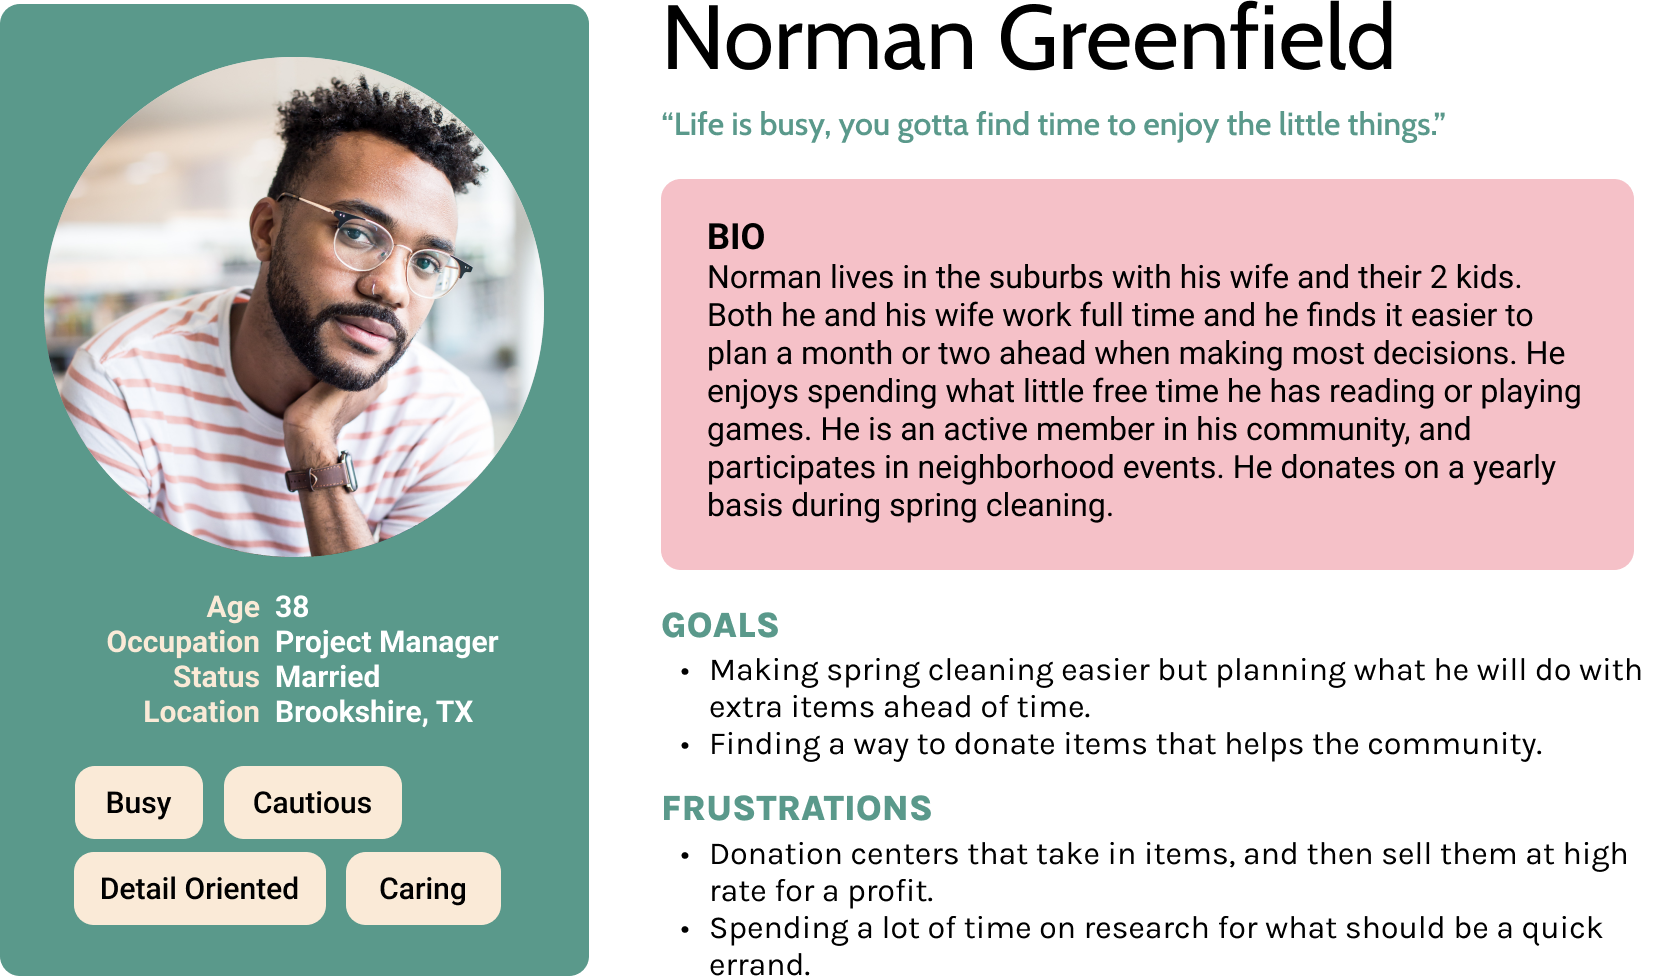 Norman Greenfield
“Life is busy, you gotta find time to enjoy the little things.”
BIO
Norman lives in the suburbs with his wife and their 2 kids.
Both he and his wife work full time and he finds it easier to
plan a month or two ahead when making most decisions. He
enjoys spending what little free time he has reading or playing
games. He is an active member in his community, and
participates in neighborhood events. He donates on a yearly
basis during spring cleaning.
Age 38
Occupation Project Manager
Status Married
Location Brookshire, TX
Busy Cautious
Detail Oriented Caring
GOALS
• Making spring cleaning easier but planning what he will do with
extra items ahead of time.
• Finding a way to donate items that helps the community.
FRUSTRATIONS
• Donation centers that take in items, and then sell them at high
rate for a profit.
• Spending a lot of time on research for what should be a quick
errand.